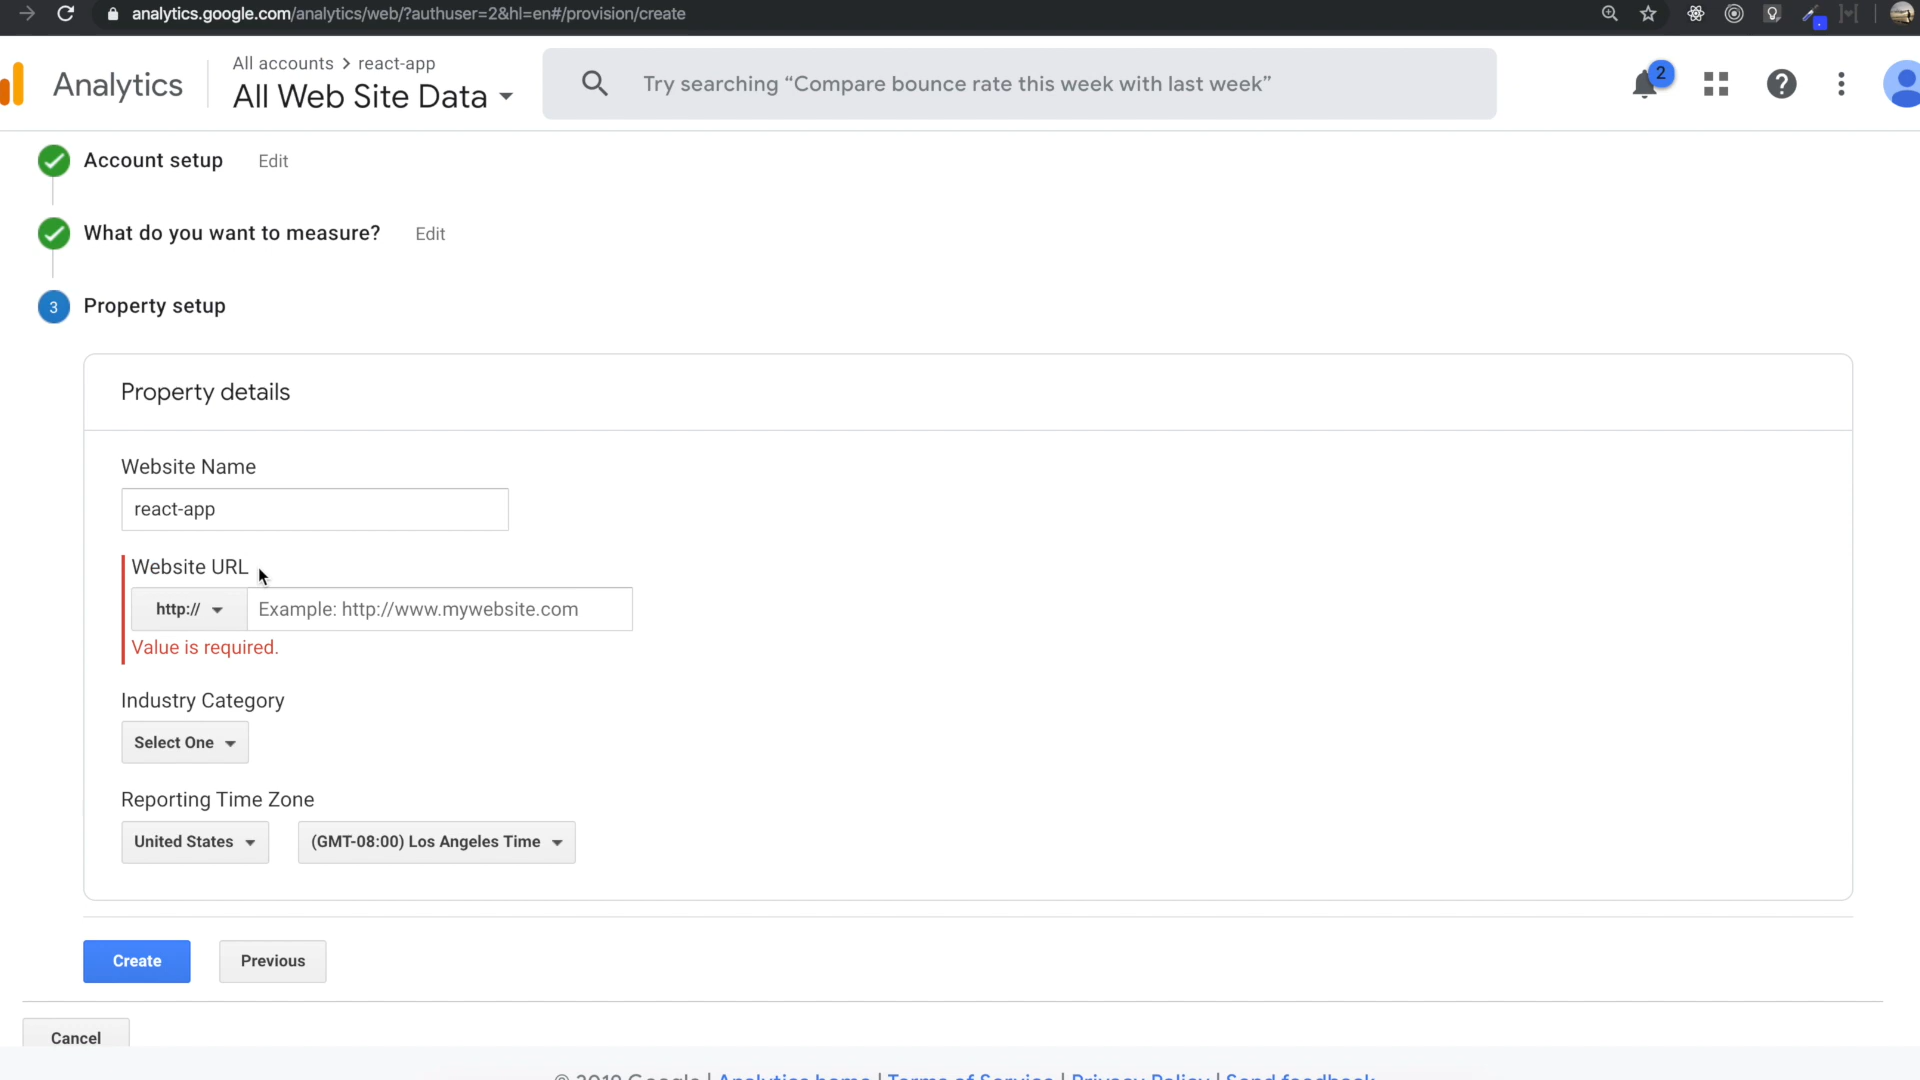 analytics.google.com/analytics/web/?authuser=2&hl=en#/provision/create
Analytics
All accounts > react-app
All Web Site Data
Try searching “Compare bounce rate this week with last week”
2
Account setup Edit
What do you want to measure? Edit
3 Property setup
Property details
Website Name
react-app
Website URL
http:// Example: http://www.mywebsite.com
Value is required.
Industry Category
Select One
Reporting Time Zone
United States (GMT-08:00) Los Angeles Time
Create Previous
Cancel
© 2019 Google | Analytics home | Terms of Service | Privacy Policy | Send feedback